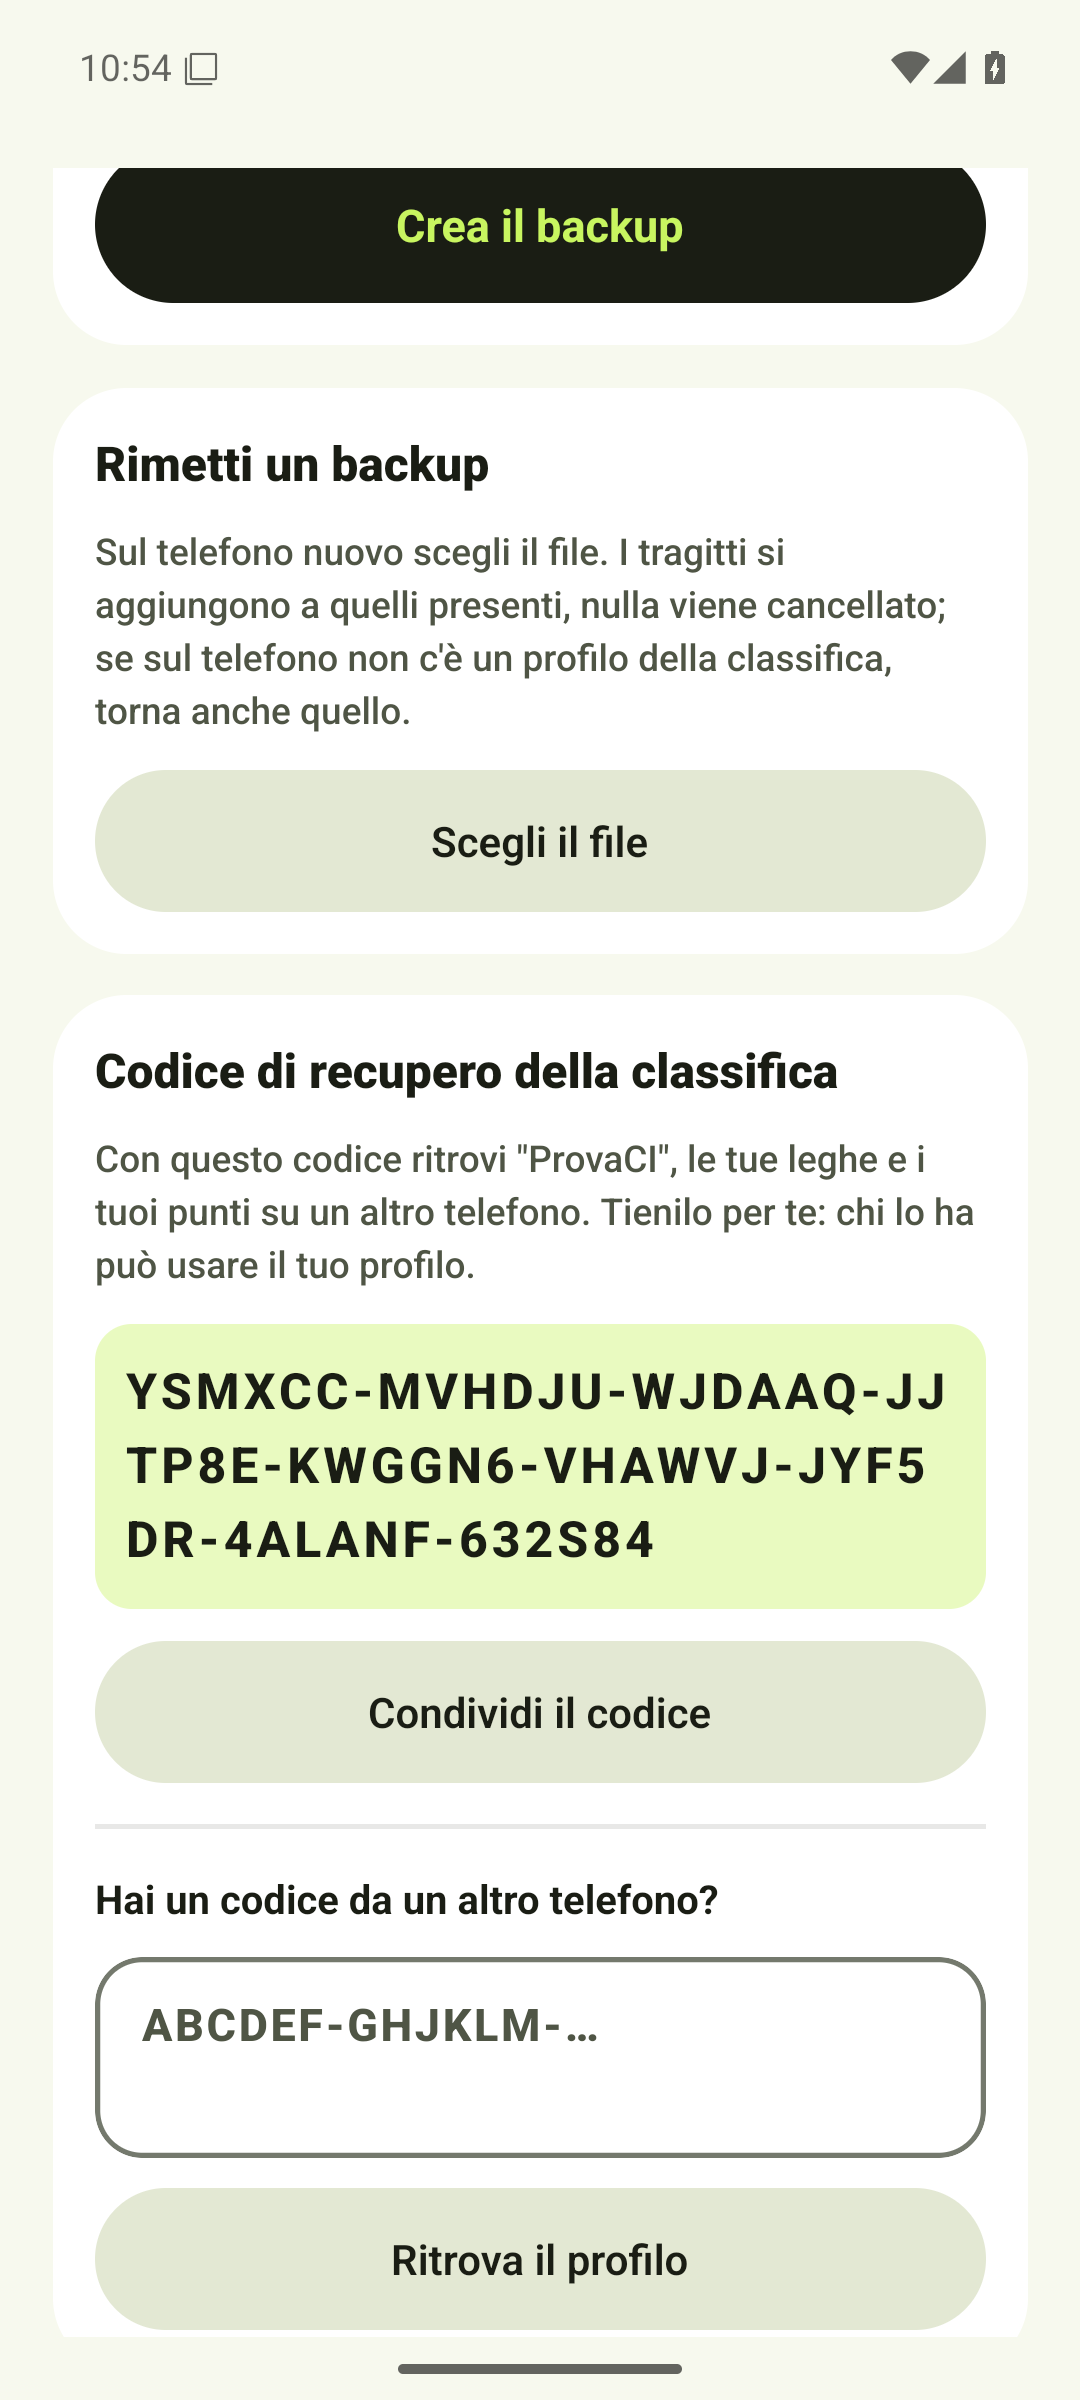 10:54
Crea il backup
Rimetti un backup
Sul telefono nuovo scegli il file. I tragitti si
aggiungono a quelli presenti, nulla viene cancellato;
se sul telefono non c'è un profilo della classifica,
torna anche quello.
Scegli il file
Codice di recupero della classifica
Con questo codice ritrovi "ProvaCI", le tue leghe e i
tuoi punti su un altro telefono. Tienilo per te: chi lo ha
può usare il tuo profilo.
YSMXCC-MVHDJU-WJDAAQ-JJ
TP8E-KWGGN6-VHAWVJ-JYF5
DR-4ALANF-632S84
Condividi il codice
Hai un codice da un altro telefono?
ABCDEF-GHJKLM-…
Ritrova il profilo